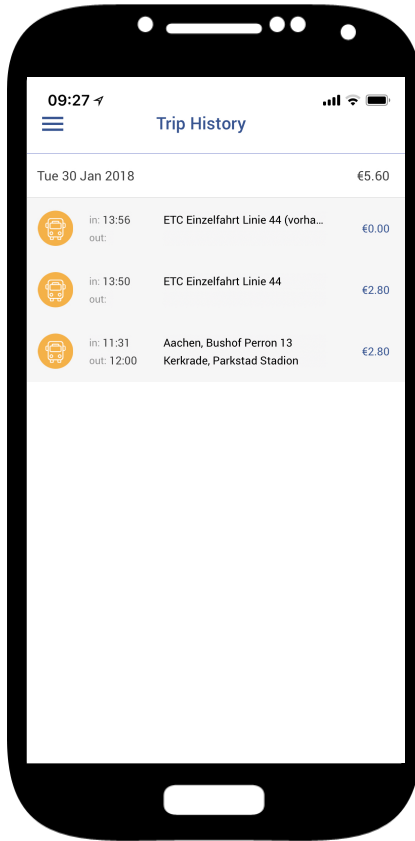 09:27
Trip History
Tue 30 Jan 2018 €5.60
in: 13:56 ETC Einzelfahrt Linie 44 (vorha... €0.00
out:
in: 13:50 ETC Einzelfahrt Linie 44 €2.80
out:
in: 11:31 Aachen, Bushof Perron 13 €2.80
out: 12:00 Kerkrade, Parkstad Stadion